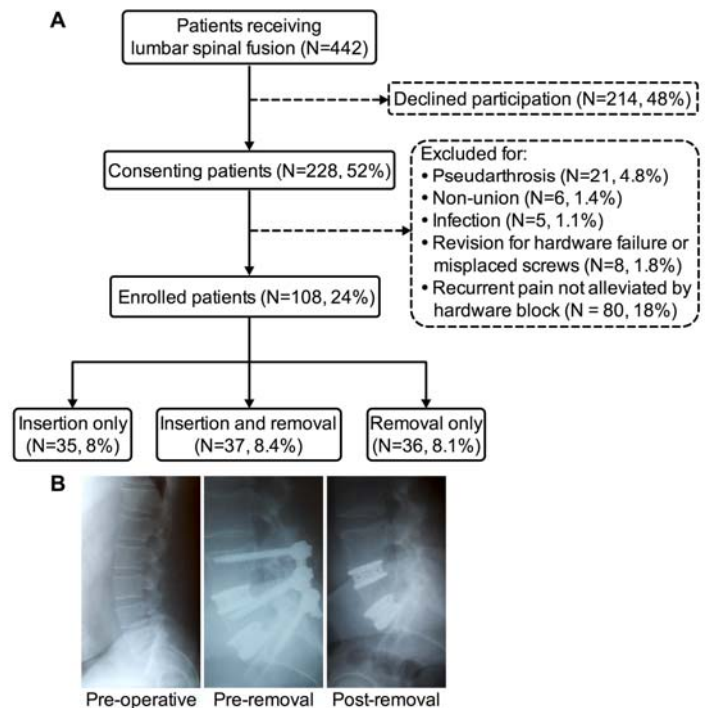 A
Patients receiving
lumbar spinal fusion (N=442)
Declined participation (N=214, 48%)
Consenting patients (N=228, 52%)
Excluded for:
• Pseudarthrosis (N=21, 4.8%)
• Non-union (N=6, 1.4%)
• Infection (N=5, 1.1%)
• Revision for hardware failure or
misplaced screws (N=8, 1.8%)
• Recurrent pain not alleviated by
hardware block (N = 80, 18%)
Enrolled patients (N=108, 24%)
Insertion only
(N=35, 8%)
Insertion and removal
(N=37, 8.4%)
Removal only
(N=36, 8.1%)
B
Pre-operative
Pre-removal
Post-removal